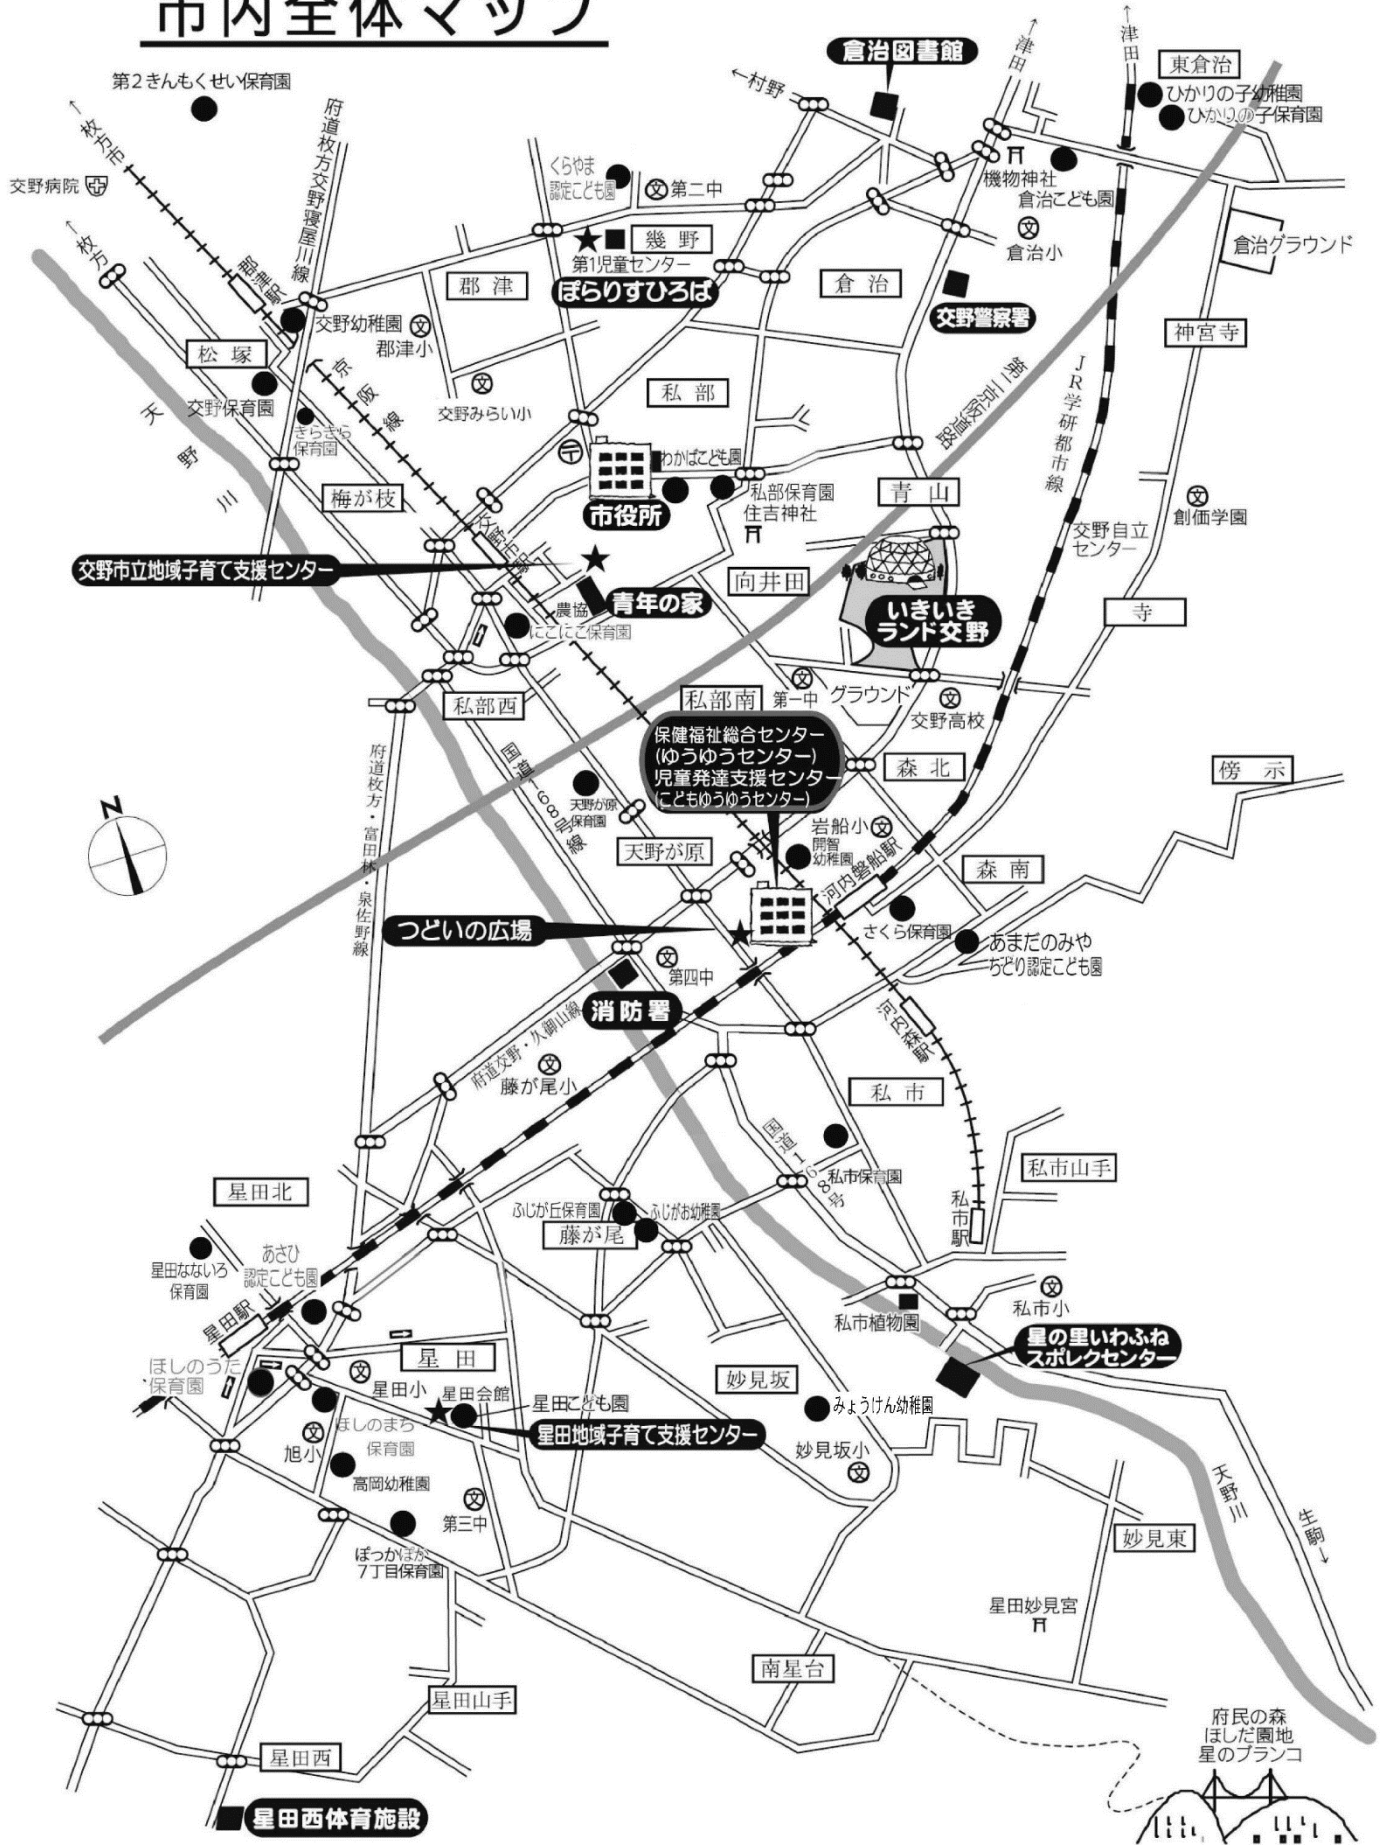 市内全体マップ
第2きんもくせい保育園
↑枚方市
府道枚方交野寝屋川線
交野病院
↑枚方
郡津駅
交野幼稚園
郡津小
松塚
交野保育園
きらきら
保育園
京阪線
交野みらい小
天野川
梅が枝
郡津
くらやま
認定こども園
第二中
幾野
第1児童センター
ぽらりすひろば
倉治図書館
←村野
↑津田
↑津田
東倉治
ひかりの子幼稚園
ひかりの子保育園
機物神社
倉治こども園
倉治小
倉治グラウンド
倉治
交野警察署
神宮寺
第二京阪道路
JR学研都市線
私部
わかばこども園
市役所
私部保育園
住吉神社
青山
創価学園
交野自立
センター
交野市駅
交野市立地域子育て支援センター
青年の家
農協
にこにこ保育園
向井田
いきいき
ランド交野
寺
私部西
私部南
第一中
グラウンド
交野高校
保健福祉総合センター
(ゆうゆうセンター)
児童発達支援センター
(こどもゆうゆうセンター)
森北
傍示
府道枚方・富田林・泉佐野線
国道168号線
天野が原
保育園
天野が原
岩船小
開智
幼稚園
河内磐船駅
森南
さくら保育園
あまだのみや
ちどり認定こども園
N
つどいの広場
第四中
消防署
河内森駅
府道交野・久御山線
藤が尾小
私市
国道168号
私市保育園
私市山手
私市駅
星田北
ふじが丘保育園
ふじがお幼稚園
藤が尾
星田なないろ
保育園
あさひ
認定こども園
星田駅
私市植物園
私市小
星の里いわふね
スポレクセンター
ほしのうた
保育園
星田
星田小
星田会館
星田こども園
星田地域子育て支援センター
ほしのまち
保育園
旭小
高岡幼稚園
第三中
ぽっかぽか
7丁目保育園
妙見坂
みょうけん幼稚園
妙見坂小
天野川
生駒→
妙見東
星田妙見宮
南星台
星田山手
星田西
星田西体育施設
府民の森
ほしだ園地
星のブランコ